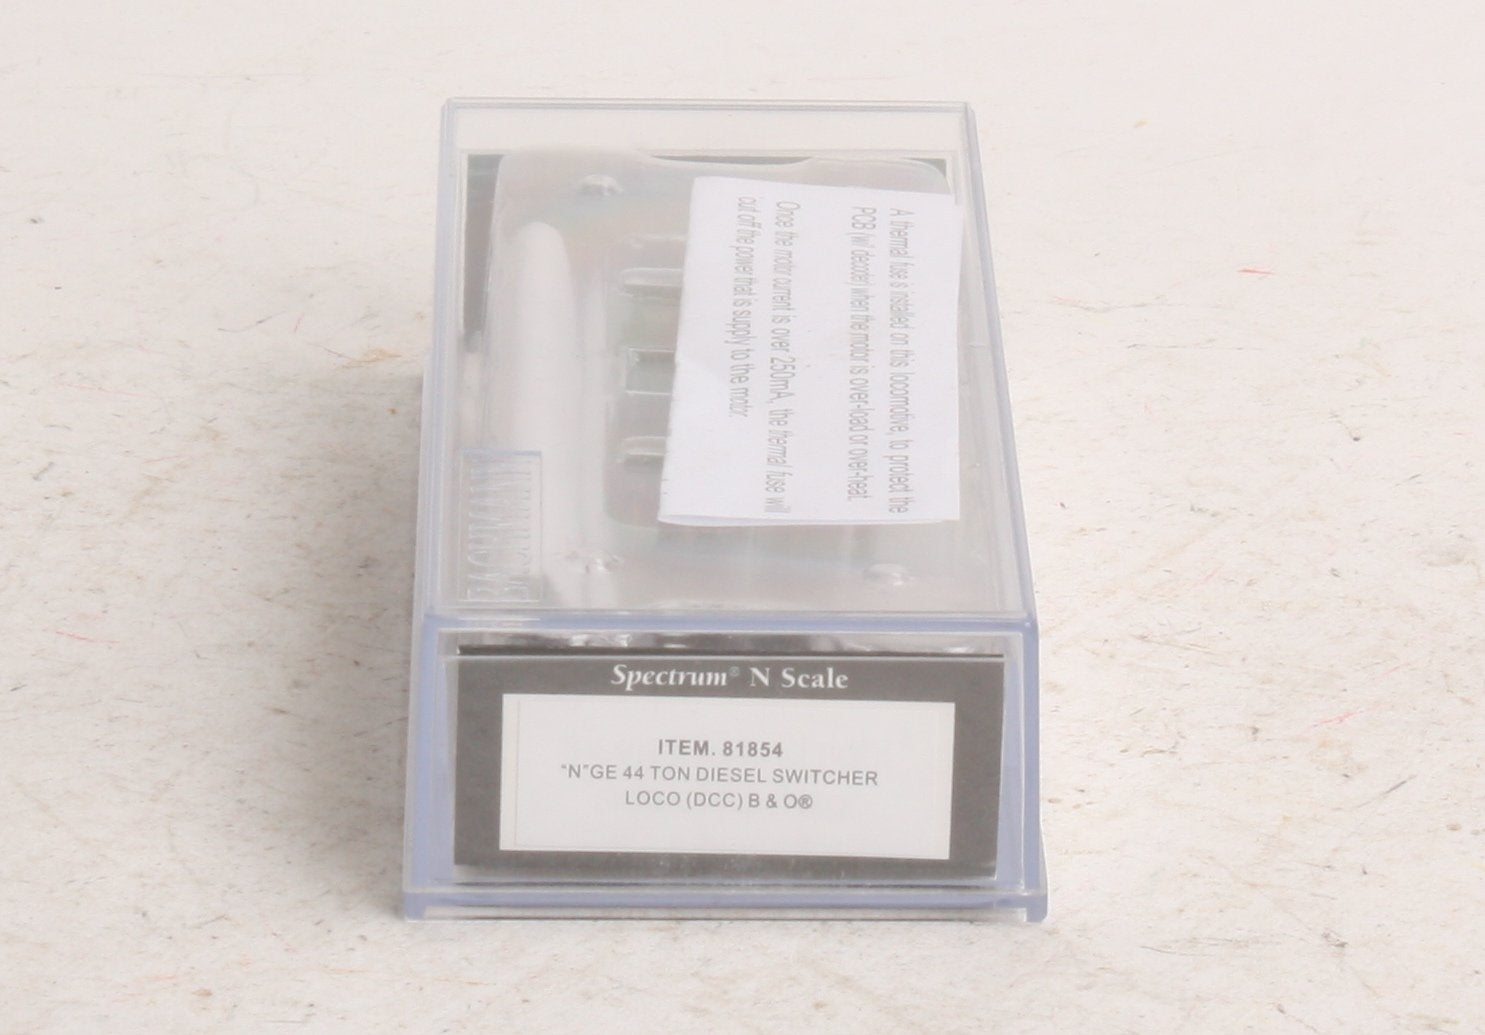 A thermal fuse is installed on this locomotive to protect the
PCB (w/ decoder) when the motor is over-load or over-heat.
Once the motor current is over 250mA, the thermal fuse will
cut off the power that is supply to the motor.
BACHMANN
Spectrum® N Scale
ITEM. 81854
"N"GE 44 TON DIESEL SWITCHER
LOCO (DCC) B & O®